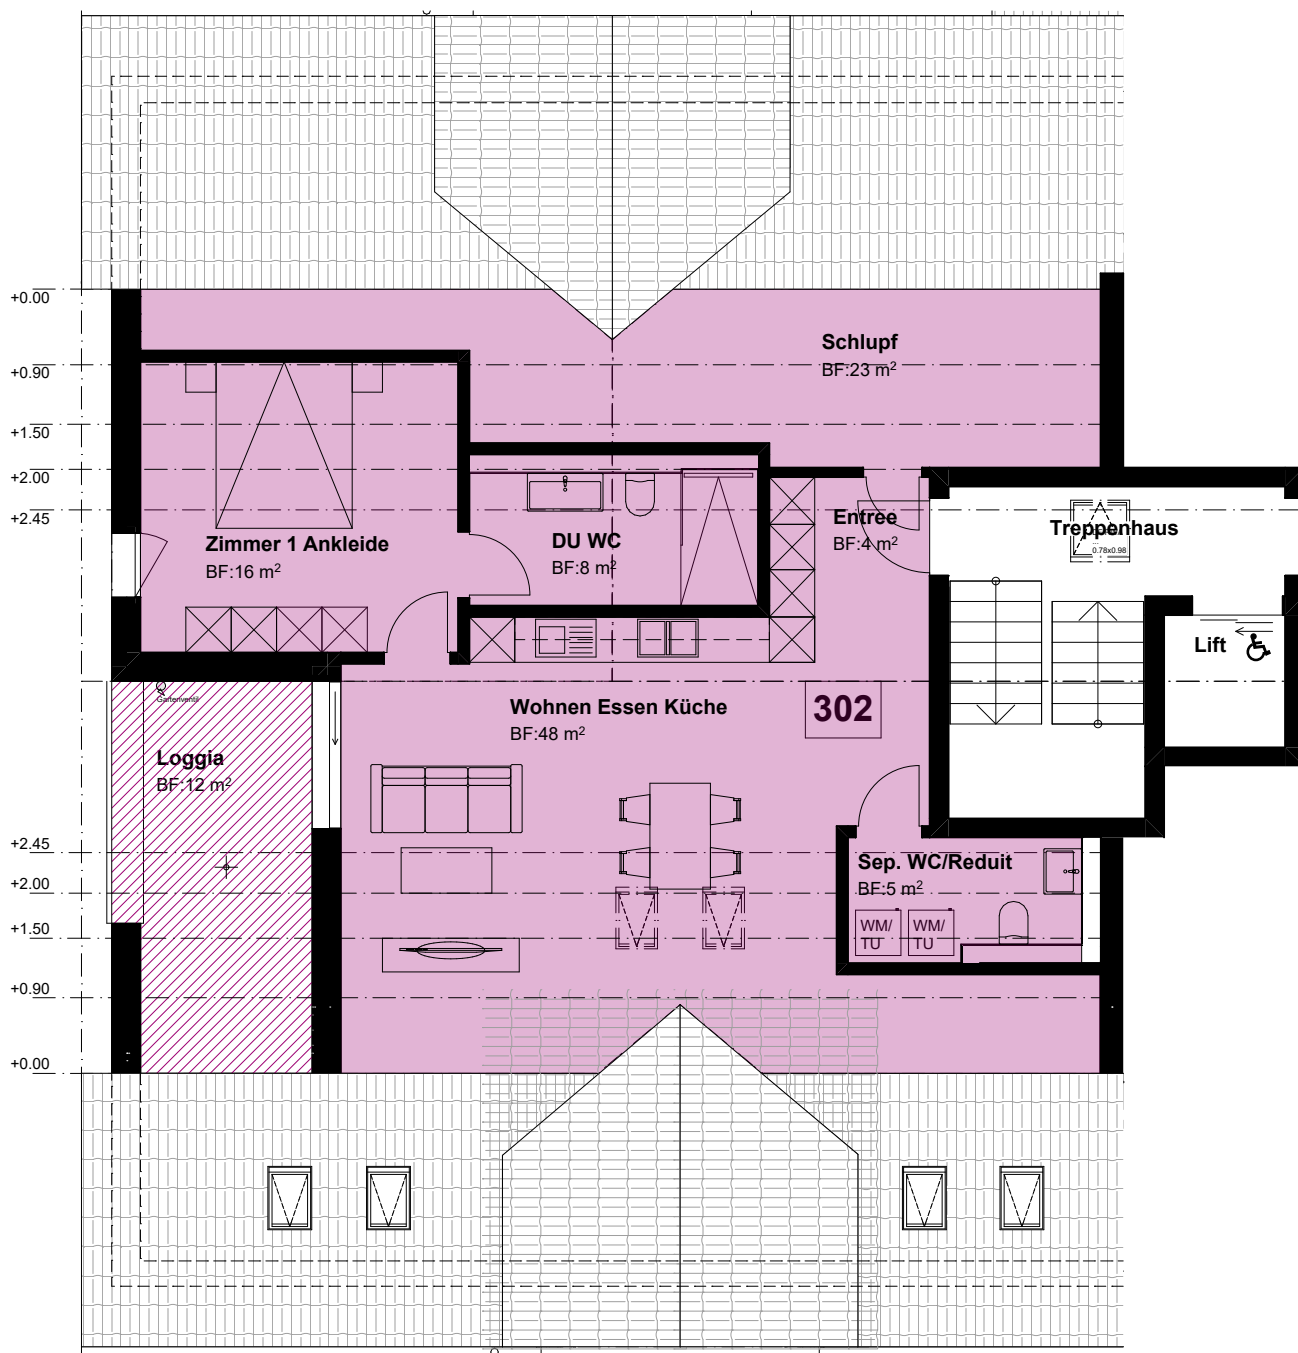 +0.00
+0.90
+1.50
+2.00
+2.45
Schlupf
BF:23 m²
Zimmer 1 Ankleide
BF:16 m²
DU WC
BF:8 m²
Entrée
BF:4 m²
Treppenhaus
0.78x0.98
Lift
Gartenventil
Wohnen Essen Küche
BF:48 m²
302
Loggia
BF:12 m²
Sep. WC/Reduit
BF:5 m²
WM/
TU
WM/
TU
+2.45
+2.00
+1.50
+0.90
+0.00